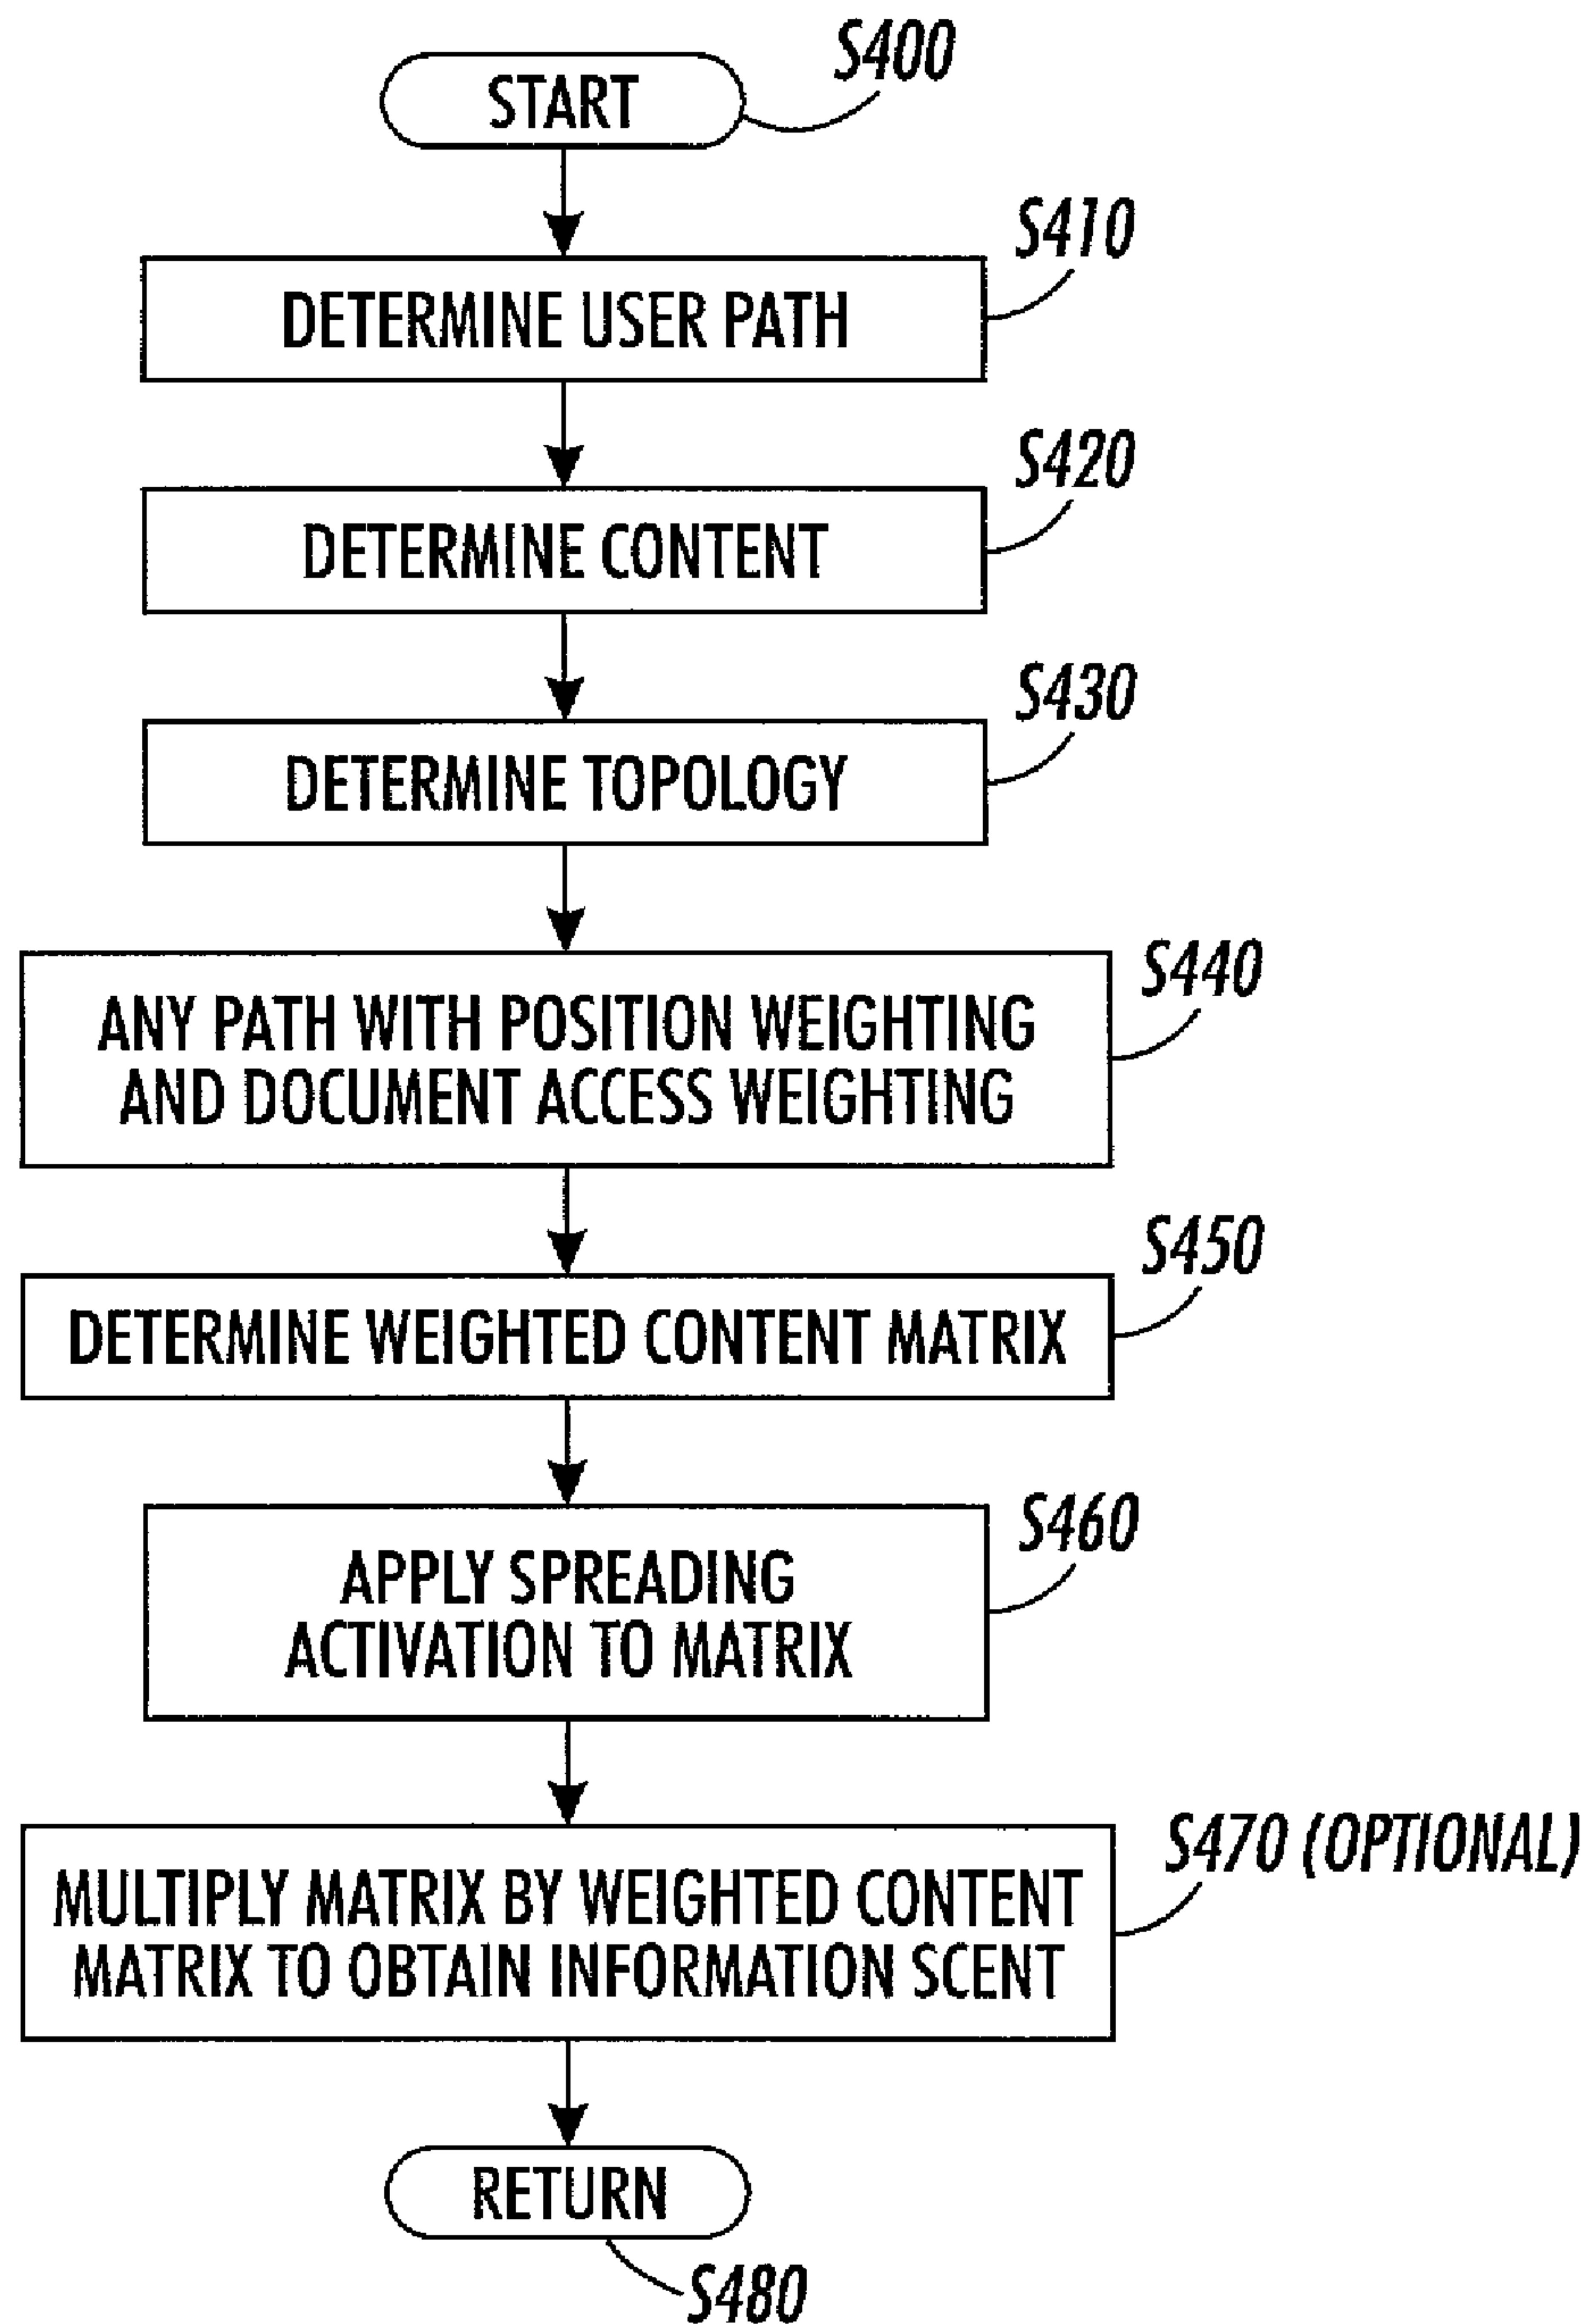 START
S400
S410
DETERMINE USER PATH
S420
DETERMINE CONTENT
S430
DETERMINE TOPOLOGY
S440
ANY PATH WITH POSITION WEIGHTING
AND DOCUMENT ACCESS WEIGHTING
S450
DETERMINE WEIGHTED CONTENT MATRIX
S460
APPLY SPREADING
ACTIVATION TO MATRIX
S470 (OPTIONAL)
MULTIPLY MATRIX BY WEIGHTED CONTENT
MATRIX TO OBTAIN INFORMATION SCENT
RETURN
S480